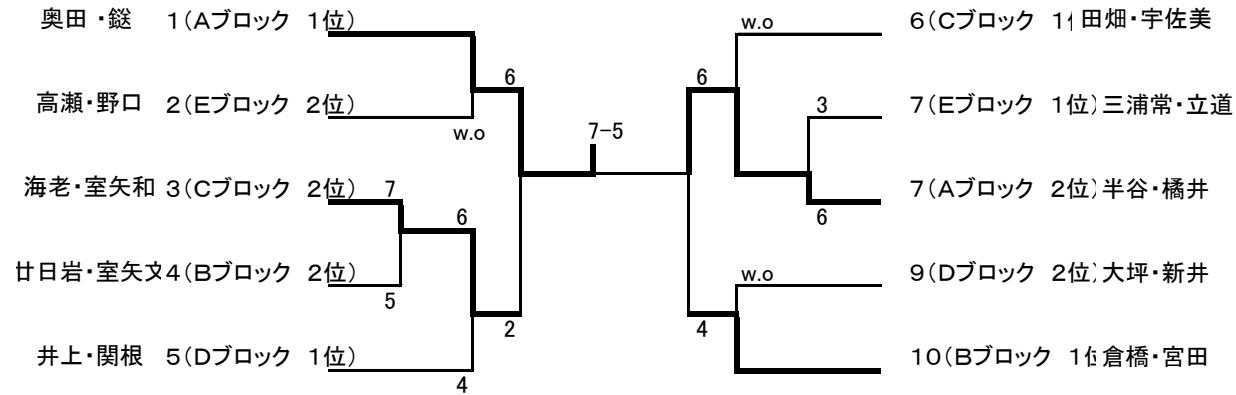 奥田・鎹 1(Aブロック 1位)
高瀬・野口 2(Eブロック 2位)
海老・室矢和 3(Cブロック 2位)
廿日岩・室矢文4(Bブロック 2位)
井上・関根 5(Dブロック 1位)
w.o
7
5
6
4
6
2
7-5
6
4
w.o
3
6
w.o
6(Cブロック 1 田畑・宇佐美
7(Eブロック 1位)三浦常・立道
7(Aブロック 2位)半谷・橘井
9(Dブロック 2位)大坪・新井
10(Bブロック 1位 倉橋・宮田